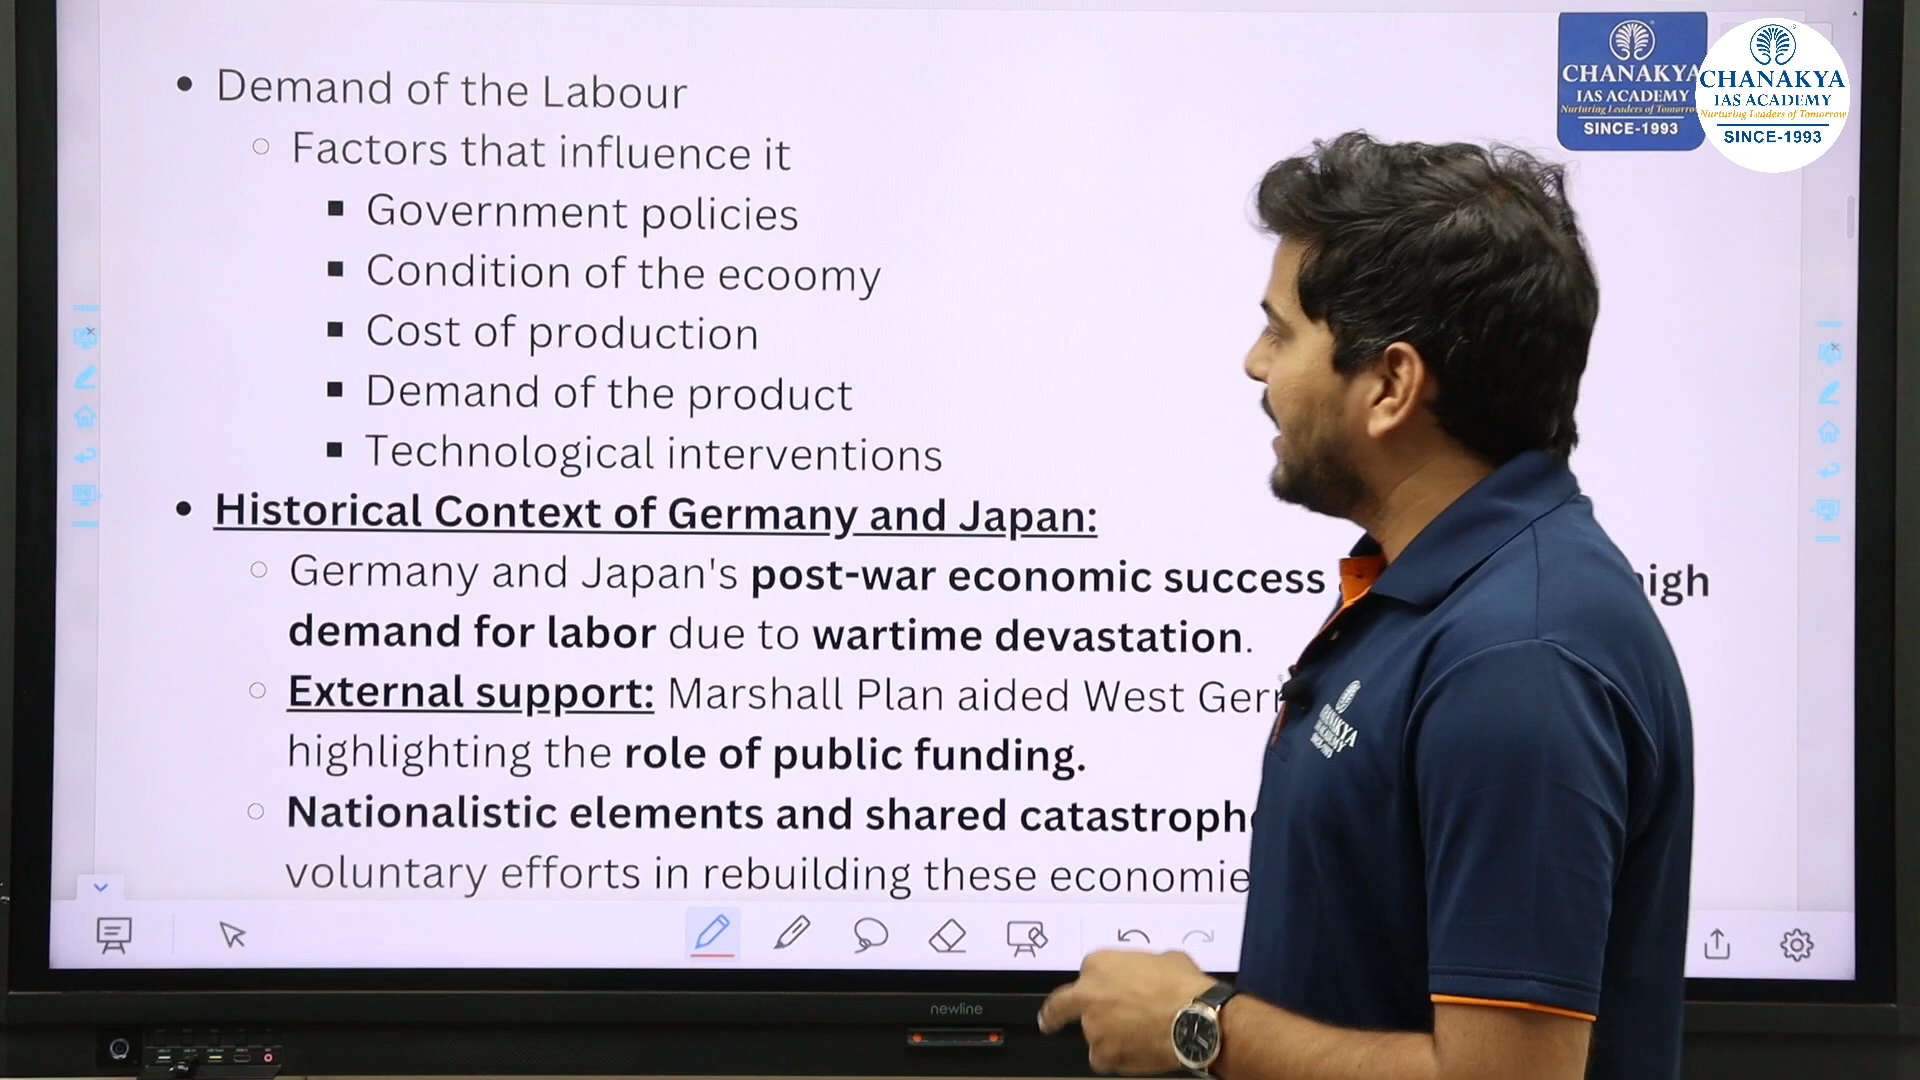 Demand of the Labour
Factors that influence it
Government policies
Condition of the ecoomy
Cost of production
Demand of the product
Technological interventions
Historical Context of Germany and Japan:
Germany and Japan's post-war economic success
demand for labor due to wartime devastation.
External support: Marshall Plan aided West
highlighting the role of public funding.
Nationalistic elements and shared
voluntary efforts in rebuilding these
CHANAKYA
IAS ACADEMY
Nurturing Leaders of
SINCE-1993
CHANAKYA
IAS ACADEMY
Nurturing Leaders of Tomorrow
SINCE-1993
newline